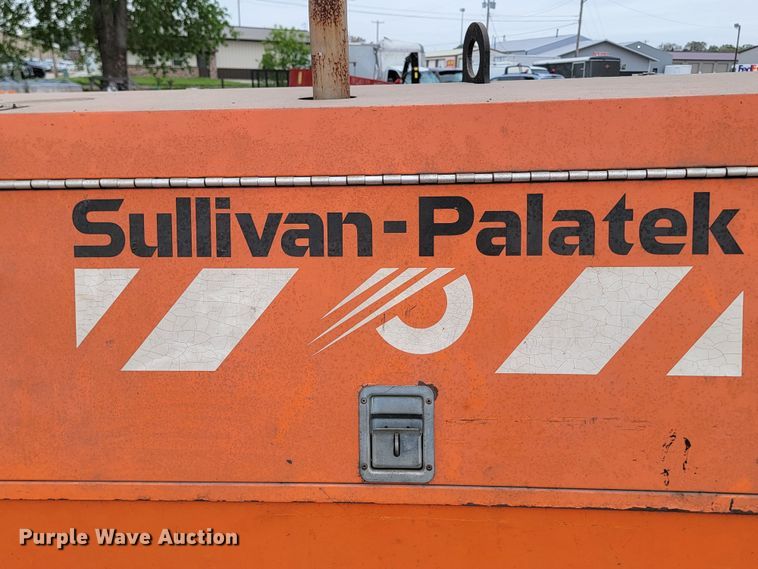 Sullivan-Palatek
Purple Wave Auction